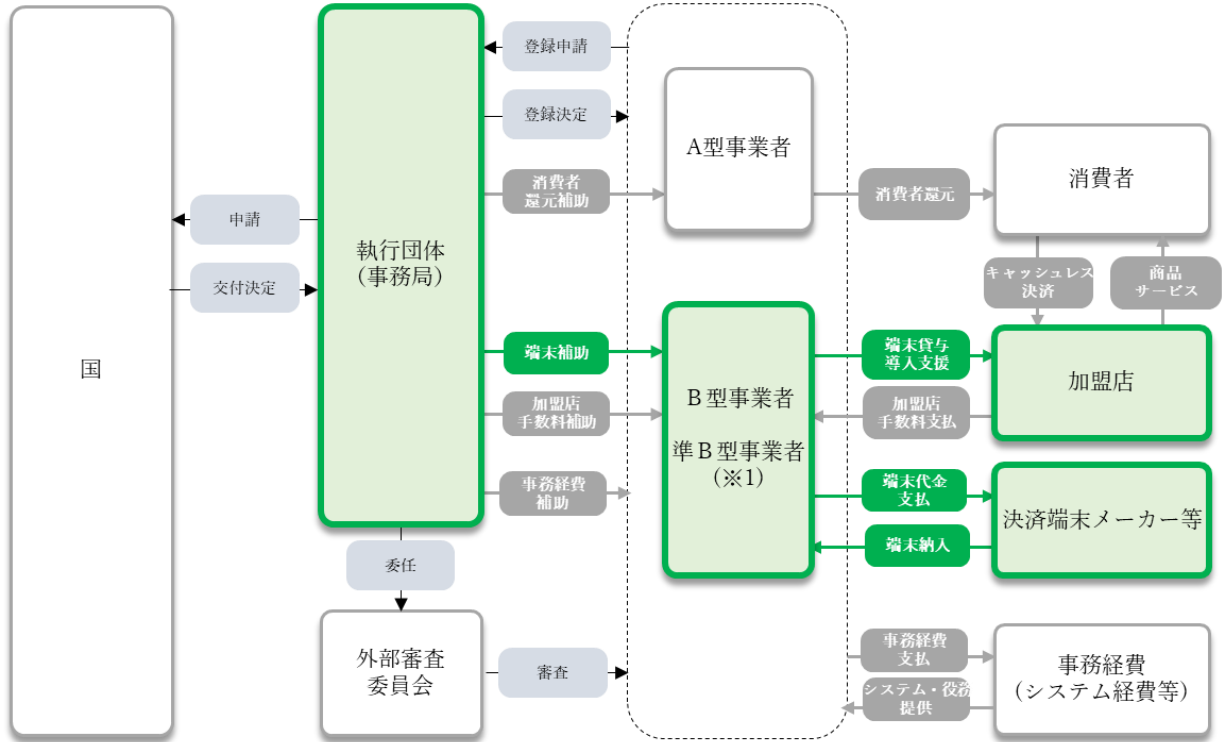 国
申請
交付決定
執行団体
(事務局)
委任
外部審査
委員会
登録申請
登録決定
消費者
還元補助
端末補助
加盟店
手数料補助
事務経費
補助
審査
A型事業者
B型事業者
準B型事業者
(※1)
消費者還元
端末貸与
導入支援
加盟店
手数料支払
端末代金
支払
端末納入
事務経費
支払
システム・役務
提供
消費者
キャッシュレス
決済
商品
サービス
加盟店
決済端末メーカー等
事務経費
(システム経費等)